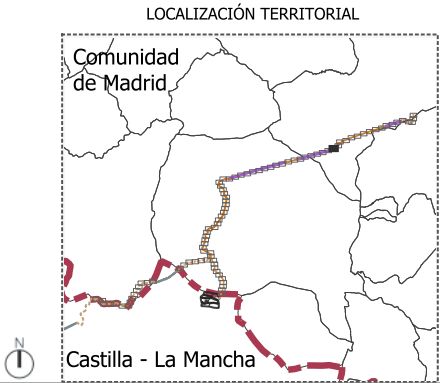 LOCALIZACIÓN TERRITORIAL
Comunidad
de Madrid
Castilla - La Mancha
N